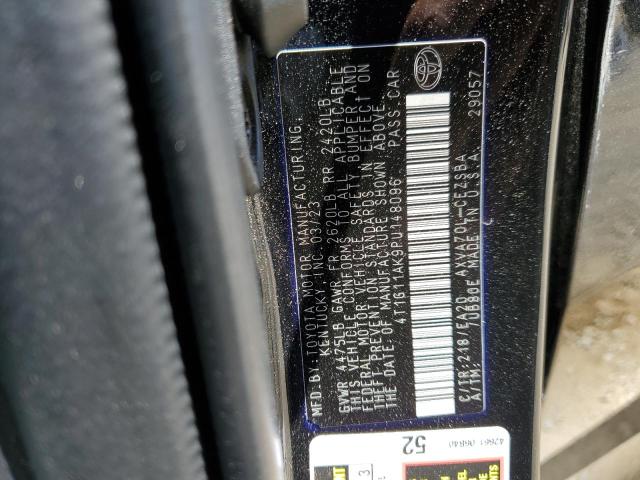 MFD. BY: TOYOTA MOTOR MANUFACTURING,
KENTUCKY, INC. 03/23
GVWR 4475LB GAWR FR 2620LB RR 2420LB
THIS VEHICLE CONFORMS TO ALL APPLICABLE
FEDERAL MOTOR VEHICLE SAFETY, BUMPER AND
THEFT PREVENTION STANDARDS IN EFFECT ON
THE DATE OF MANUFACTURE SHOWN ABOVE.
4T1G11AK9PU148096 PASS. CAR
C/TR:218/EA20 AXVA70L-CEZSBA
A/TM: MADE IN U.S.A. 29057
42661-06R40
52